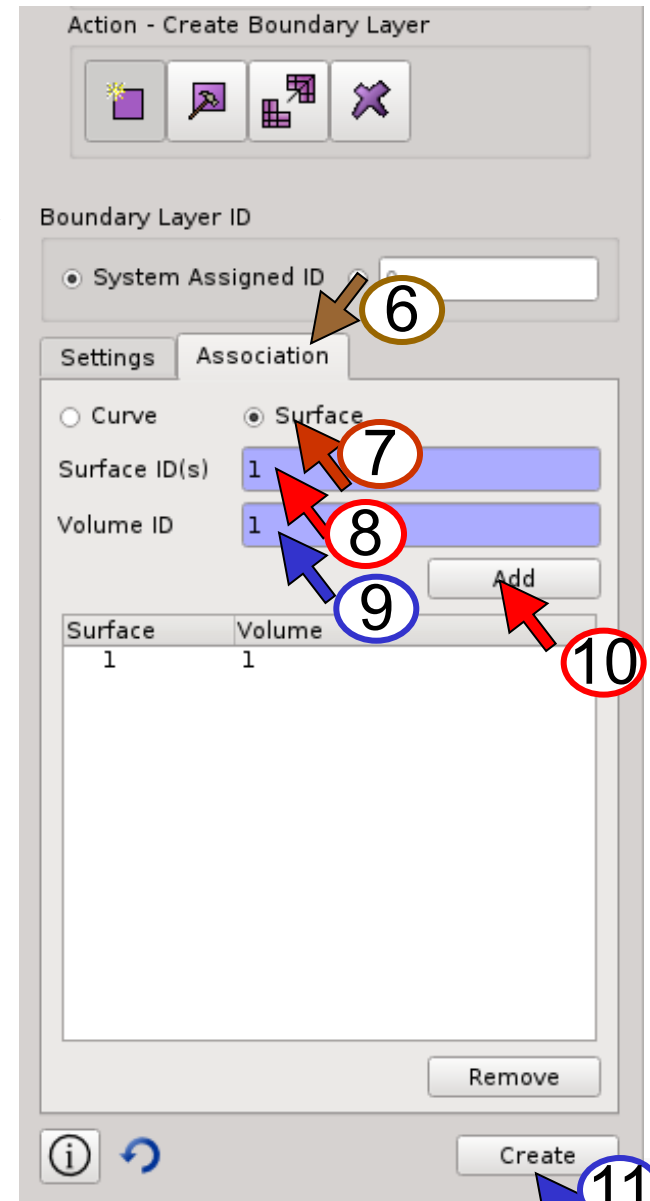 Action - Create Boundary Layer
Boundary Layer ID
System Assigned ID
6
Settings Association
Curve Surface
7
Surface ID(s) 1
8
Volume ID 1
Add
9
Surface Volume
10
1 1
Remove
i
Create
11